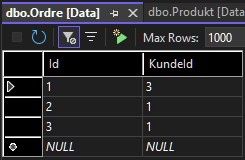 dbo.Ordre [Data] dbo.Produkt [Data]
Max Rows: 1000
Id KundeId
1 3
2 1
3 1
NULL NULL